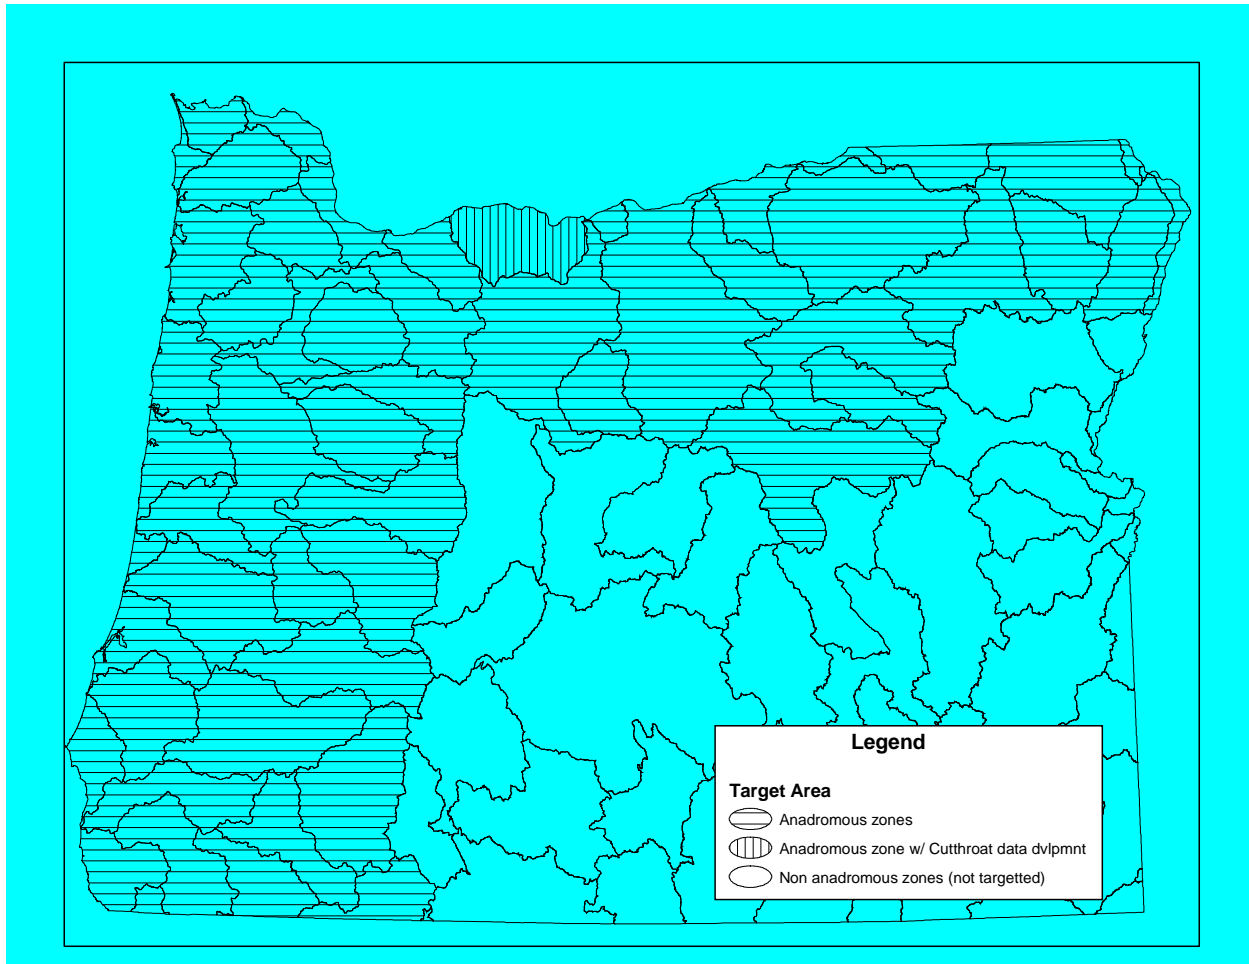 Legend
Target Area
Anadromous zones
Anadromous zone w/ Cutthroat data dvlpmnt
Non anadromous zones (not targetted)